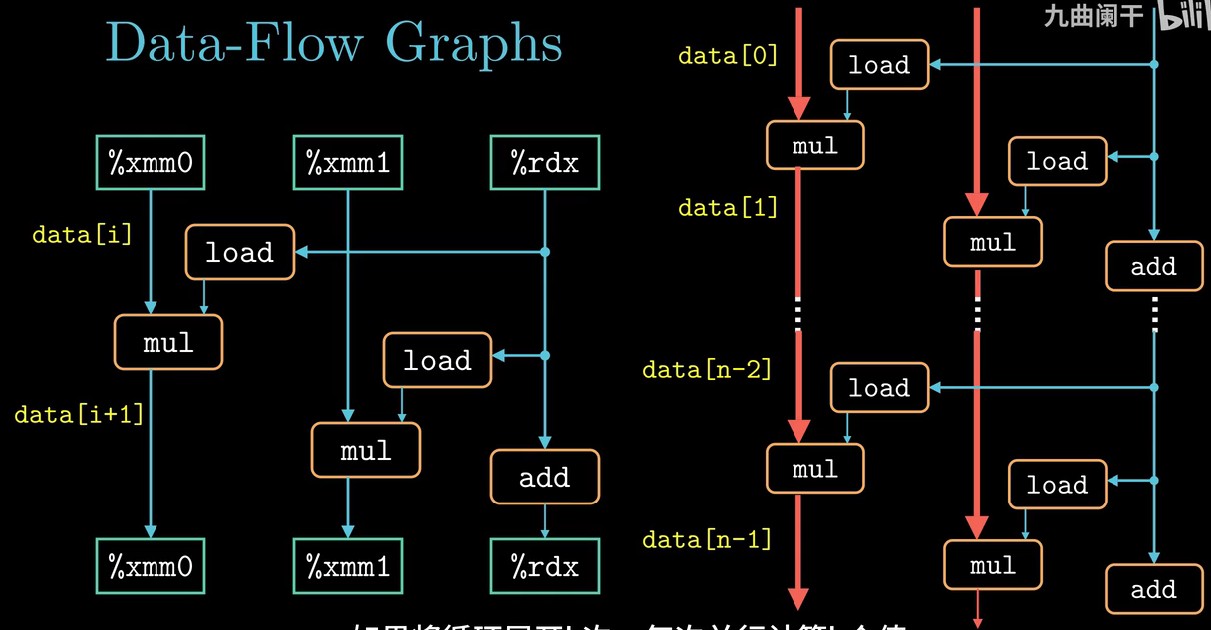 Data-Flow Graphs
%xmm0
%xmm1
%rdx
data[i]
load
mul
load
data[i+1]
mul
add
%xmm0
%xmm1
%rdx
九曲阑干
data[0]
load
mul
load
data[1]
mul
add
data[n-2]
load
mul
load
data[n-1]
mul
add